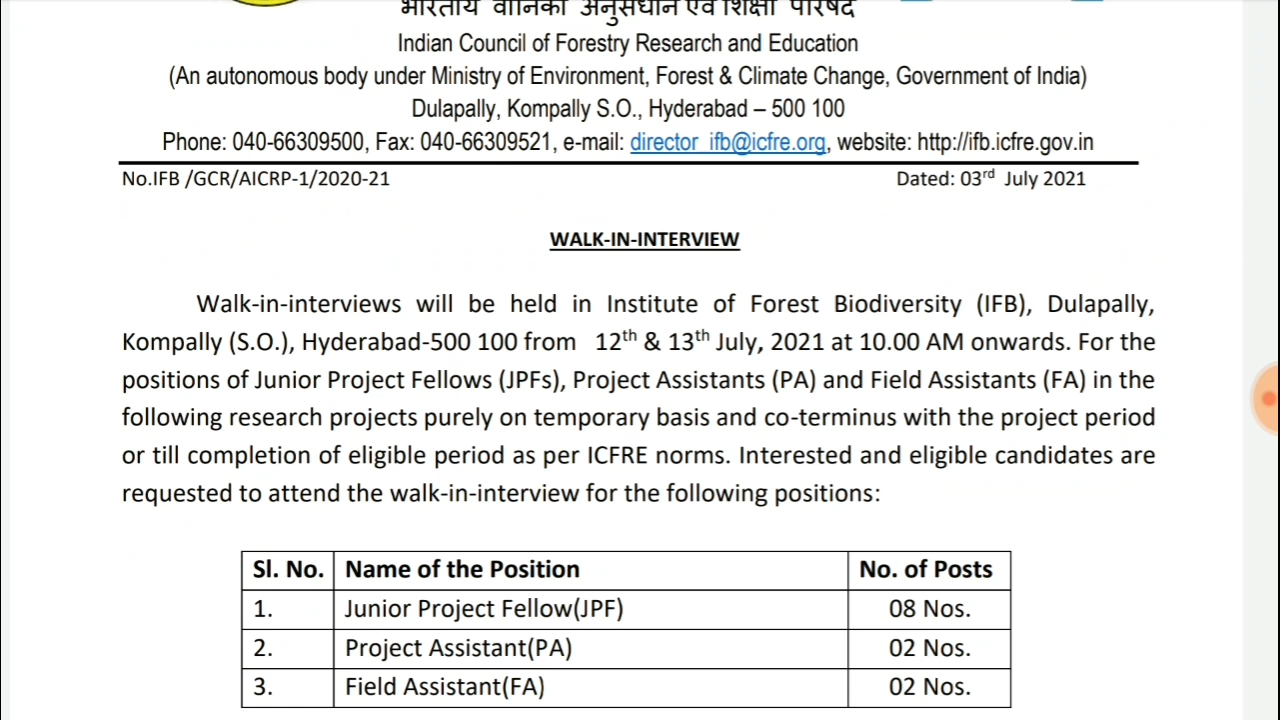 भारतीय वानिकी अनुसंधान एवं शिक्षा परिषद
Indian Council of Forestry Research and Education
(An autonomous body under Ministry of Environment, Forest & Climate Change, Government of India)
Dulapally, Kompally S.O., Hyderabad – 500 100
Phone: 040-66309500, Fax: 040-66309521, e-mail: director_ifb@icfre.org, website: http://ifb.icfre.gov.in
No.IFB /GCR/AICRP-1/2020-21 Dated: 03rd July 2021
WALK-IN-INTERVIEW
Walk-in-interviews will be held in Institute of Forest Biodiversity (IFB), Dulapally,
Kompally (S.O.), Hyderabad-500 100 from 12th & 13th July, 2021 at 10.00 AM onwards. For the
positions of Junior Project Fellows (JPFs), Project Assistants (PA) and Field Assistants (FA) in the
following research projects purely on temporary basis and co-terminus with the project period
or till completion of eligible period as per ICFRE norms. Interested and eligible candidates are
requested to attend the walk-in-interview for the following positions:
Sl. No. Name of the Position No. of Posts
1. Junior Project Fellow(JPF) 08 Nos.
2. Project Assistant(PA) 02 Nos.
3. Field Assistant(FA) 02 Nos.